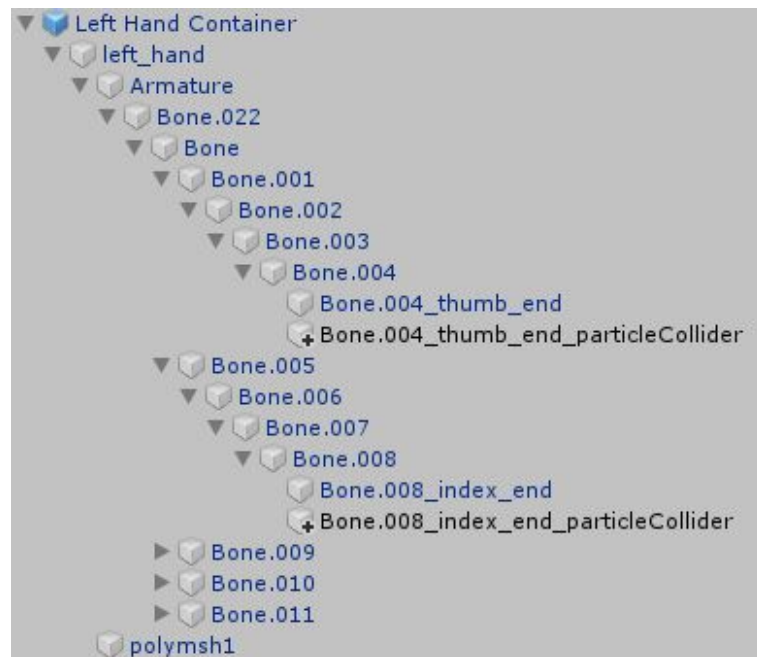 Left Hand Container
left_hand
Armature
Bone.022
Bone
Bone.001
Bone.002
Bone.003
Bone.004
Bone.004_thumb_end
Bone.004_thumb_end_particleCollider
Bone.005
Bone.006
Bone.007
Bone.008
Bone.008_index_end
Bone.008_index_end_particleCollider
Bone.009
Bone.010
Bone.011
polymsh1